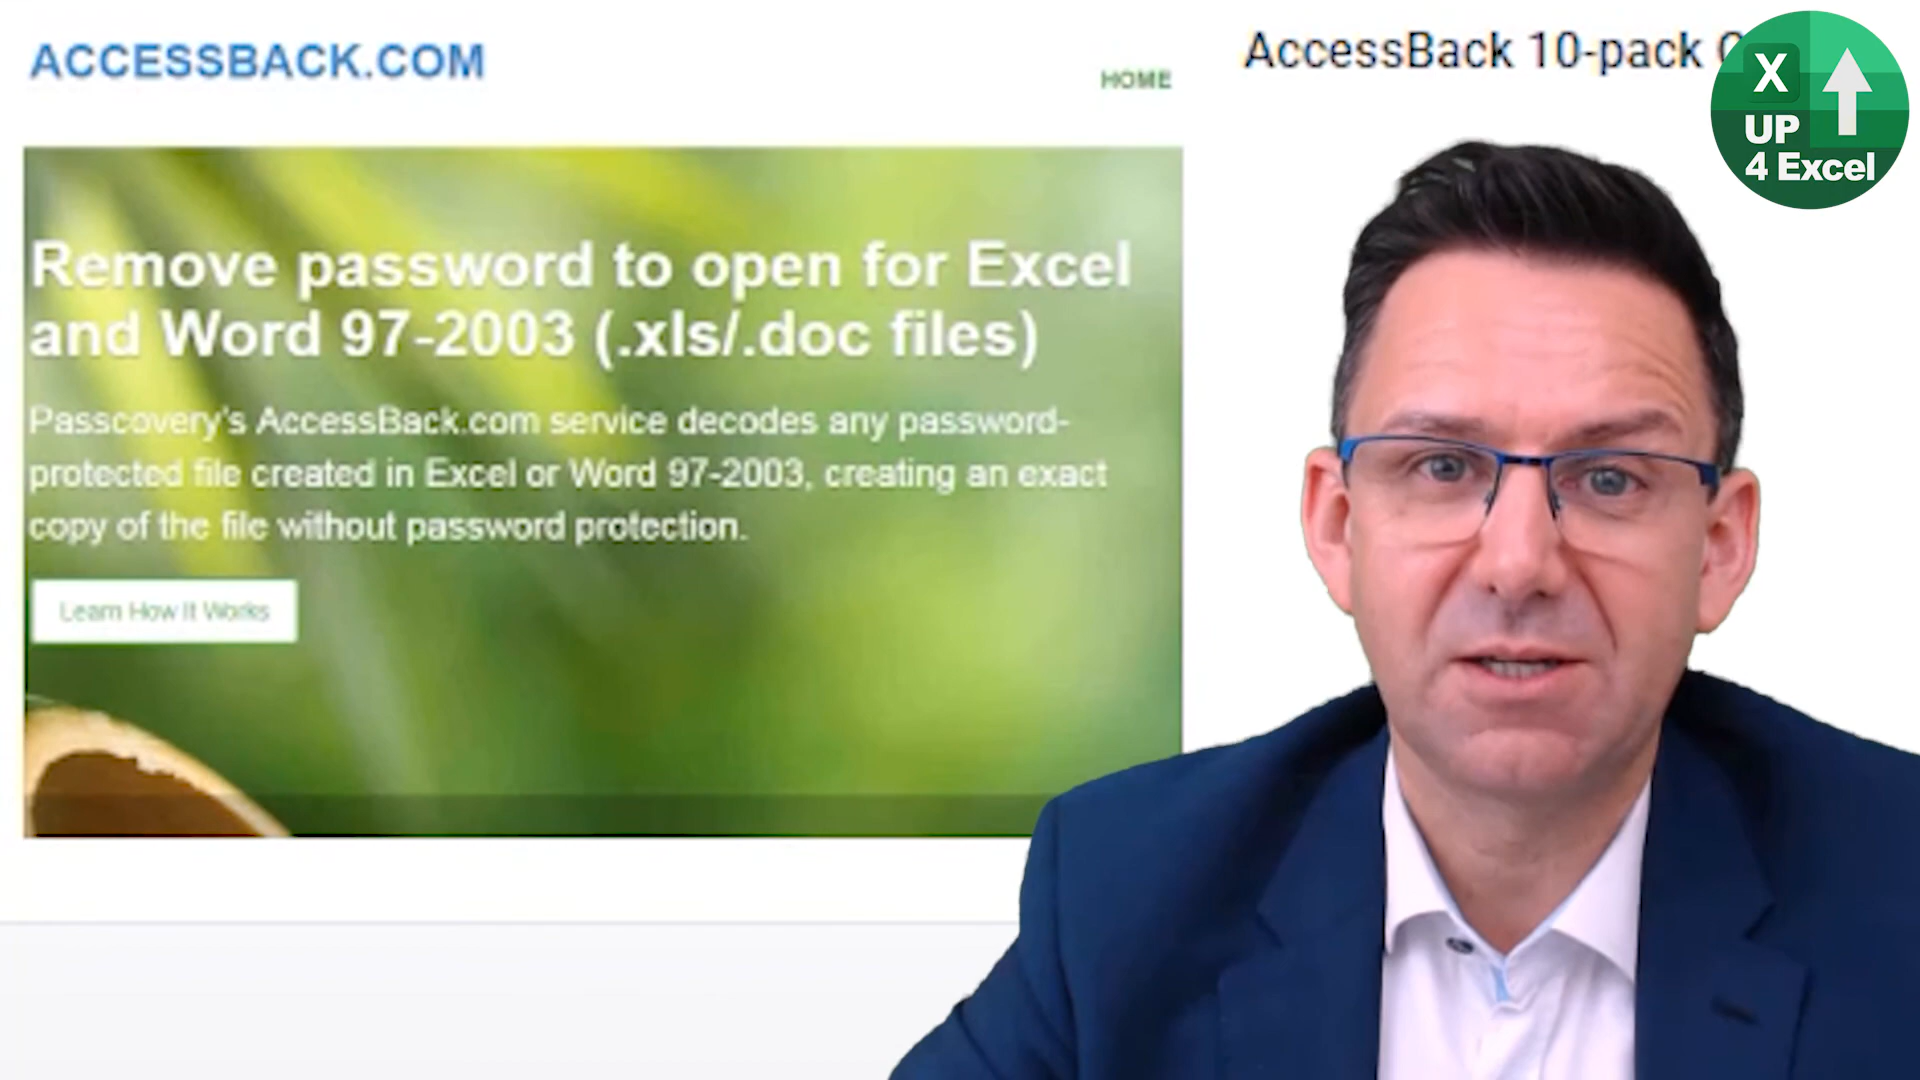 ACCESSBACK.COM
HOME
AccessBack 10-pack
X
UP
4 Excel
Remove password to open for Excel
and Word 97-2003 (.xls/.doc files)
Passcovery's AccessBack.com service decodes any password-
protected file created in Excel or Word 97-2003, creating an exact
copy of the file without password protection.
Learn How It Works